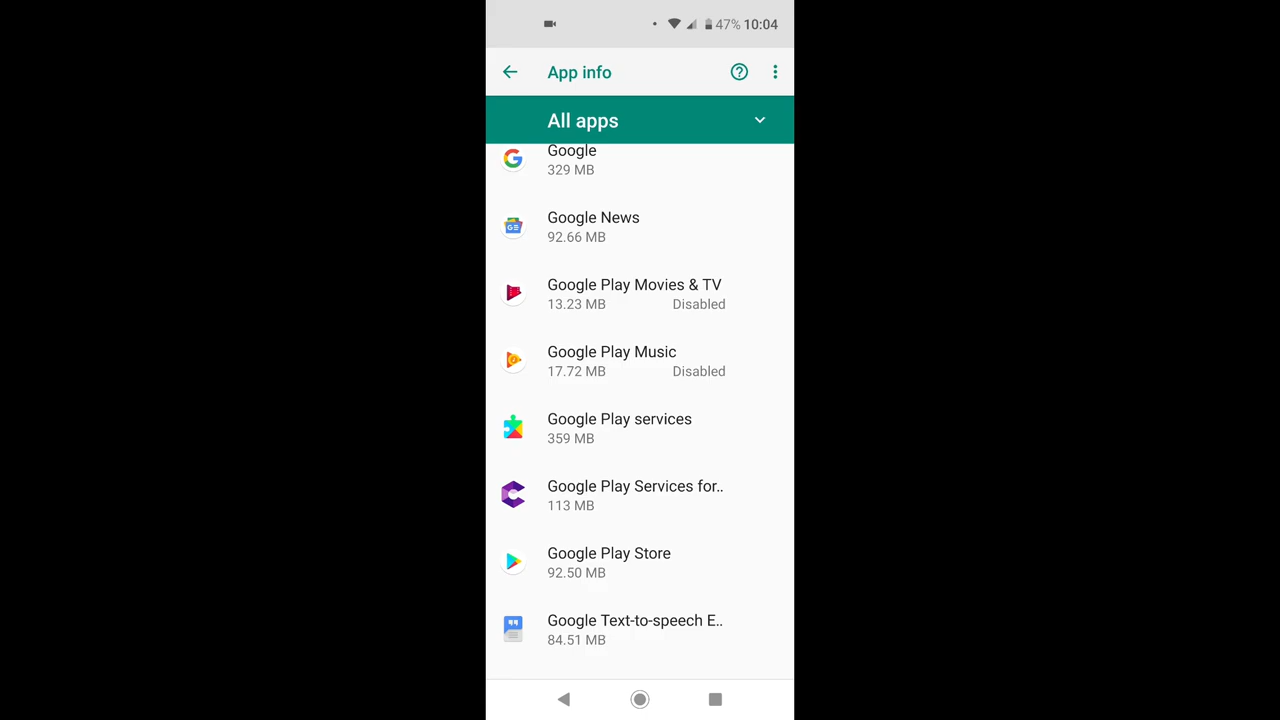 47% 10:04
App info
All apps
Google
329 MB
Google News
92.66 MB
Google Play Movies & TV
13.23 MB Disabled
Google Play Music
17.72 MB Disabled
Google Play services
359 MB
Google Play Services for..
113 MB
Google Play Store
92.50 MB
Google Text-to-speech E..
84.51 MB